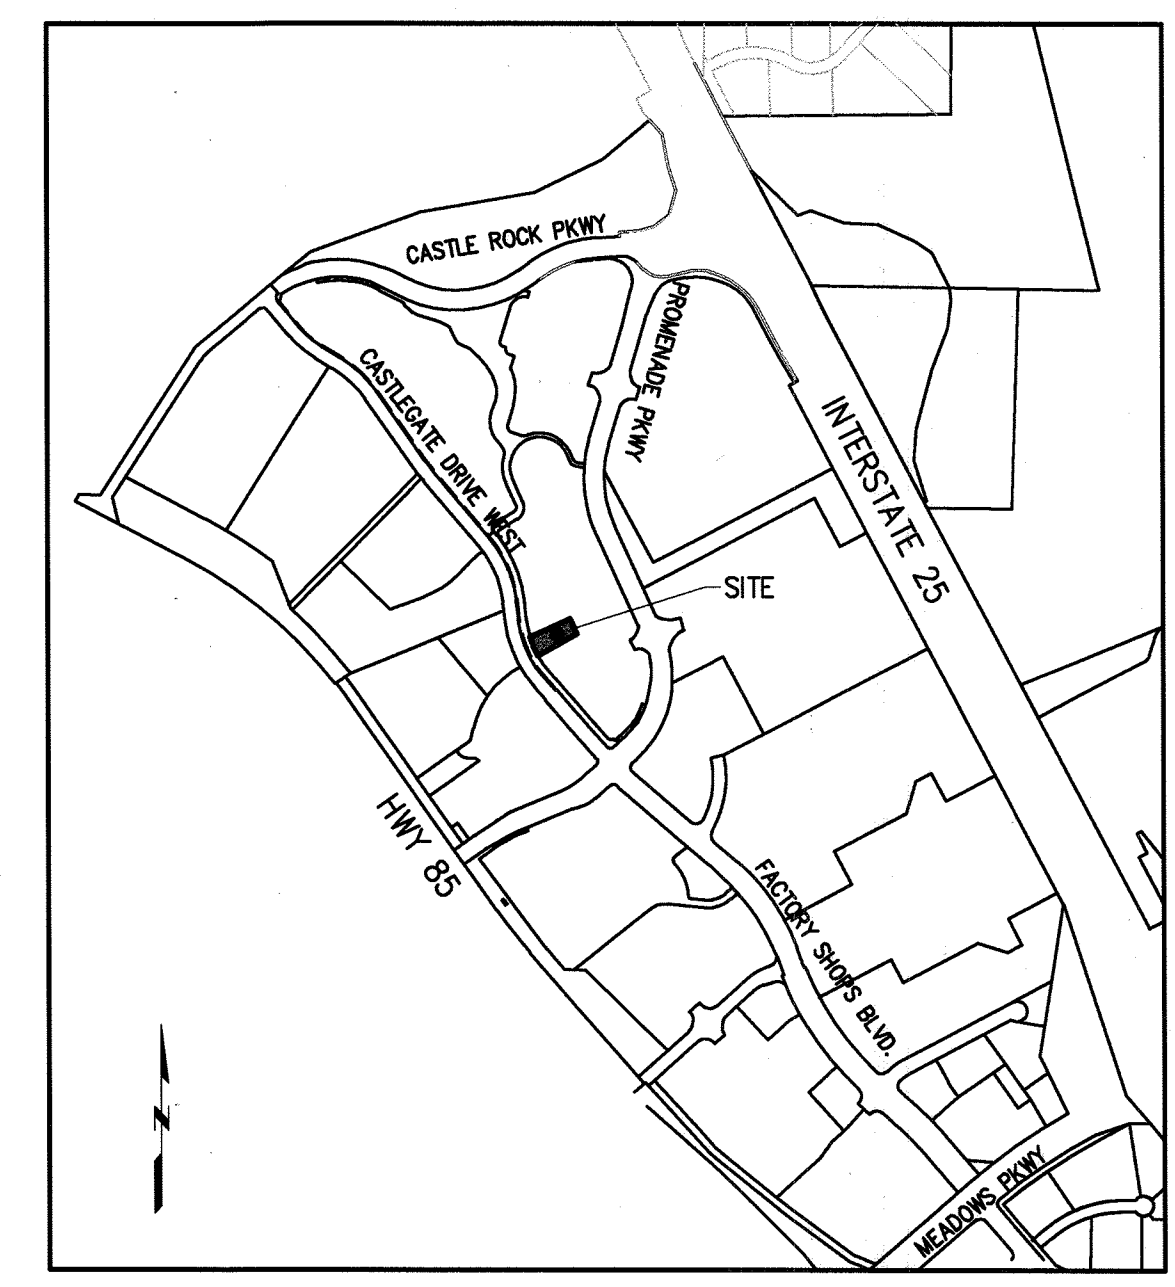 CASTLE ROCK PKWY
PROMENADE PKWY
CASTLEGATE DRIVE WEST
INTERSTATE 25
SITE
HWY 85
FACTORY SHOPS BLVD.
MEADOWS PKWY
N